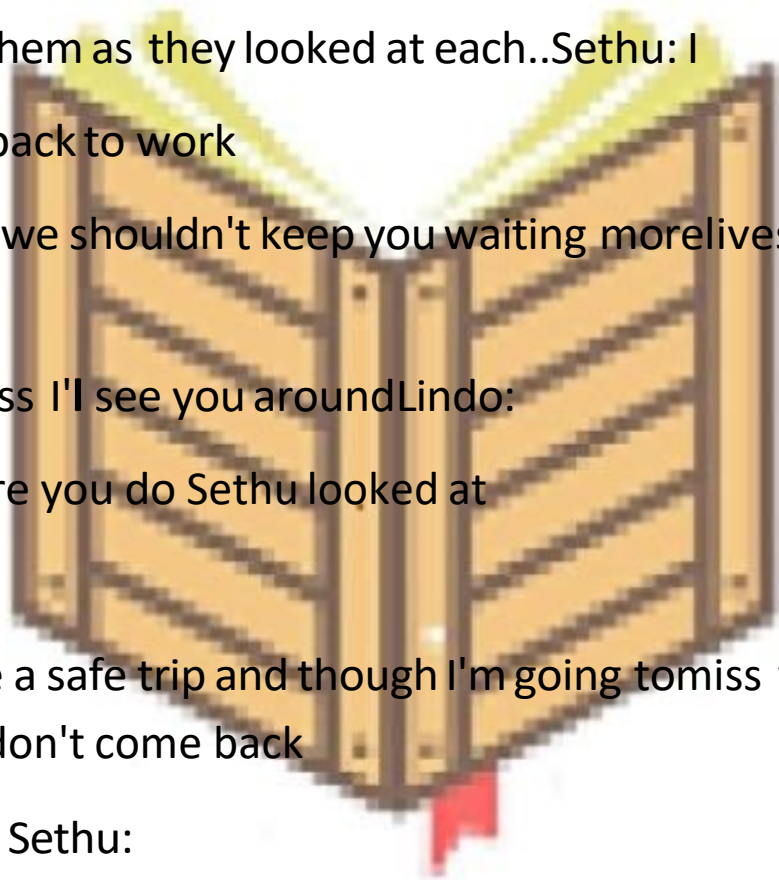 hem as they looked at each..Sethu: I
back to work
we shouldn't keep you waiting morelives
ss I'll see you aroundLindo:
re you do Sethu looked at
e a safe trip and though I'm going tomiss
don't come back
Sethu: